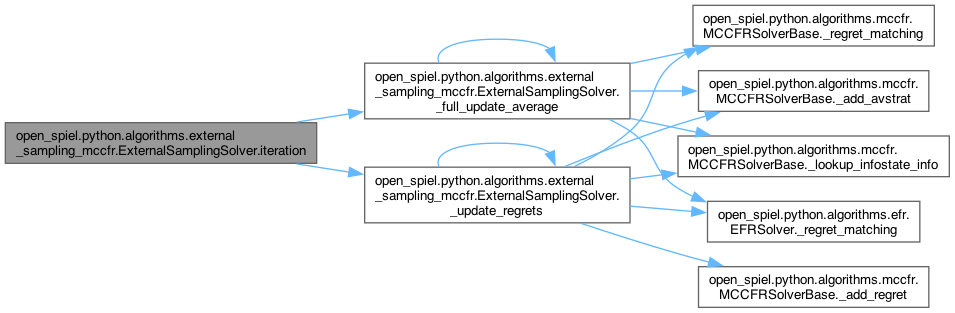 open_spiel.python.algorithms.external
_sampling_mccfr.ExternalSamplingSolver.iteration
open_spiel.python.algorithms.external
_sampling_mccfr.ExternalSamplingSolver.
_full_update_average
open_spiel.python.algorithms.external
_sampling_mccfr.ExternalSamplingSolver.
_update_regrets
open_spiel.python.algorithms.mccfr.
MCCFRSolverBase._regret_matching
open_spiel.python.algorithms.mccfr.
MCCFRSolverBase._add_avstrat
open_spiel.python.algorithms.mccfr.
MCCFRSolverBase._lookup_infostate_info
open_spiel.python.algorithms.efr.
EFRSolver._regret_matching
open_spiel.python.algorithms.mccfr.
MCCFRSolverBase._add_regret